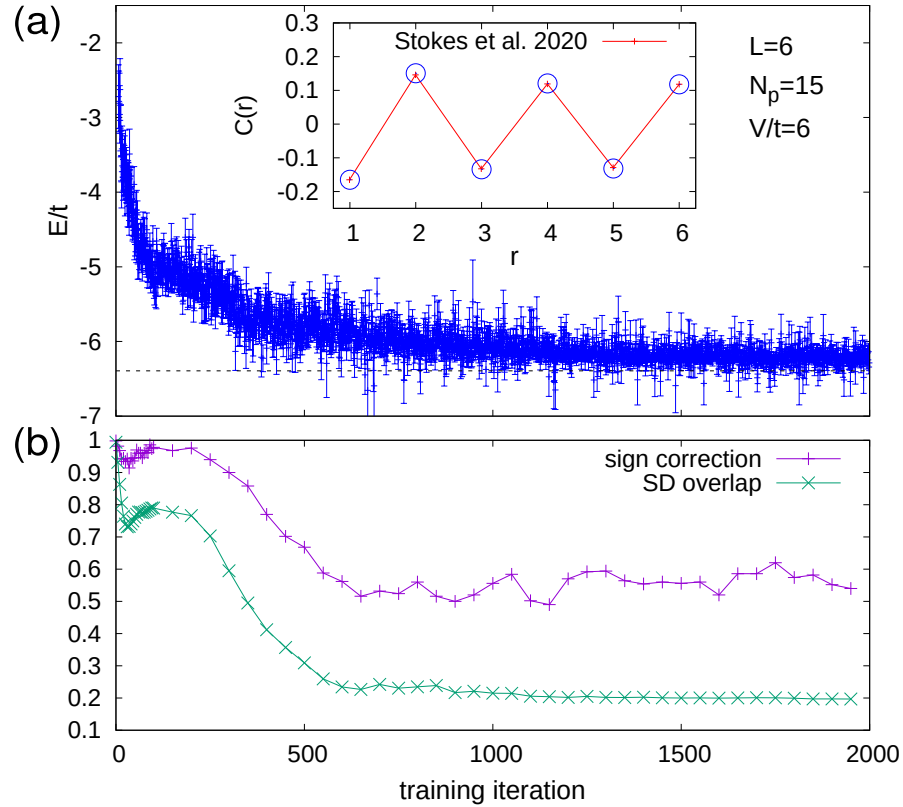 (a)
E/t
-2
-3
-4
-5
-6
-7
C(r)
0.3
0.2
0.1
0
-0.1
-0.2
Stokes et al. 2020
1 2 3 4 5 6
r
L=6
N_p=15
V/t=6
(b)
1
0.9
0.8
0.7
0.6
0.5
0.4
0.3
0.2
0.1
sign correction
SD overlap
0 500 1000 1500 2000
training iteration